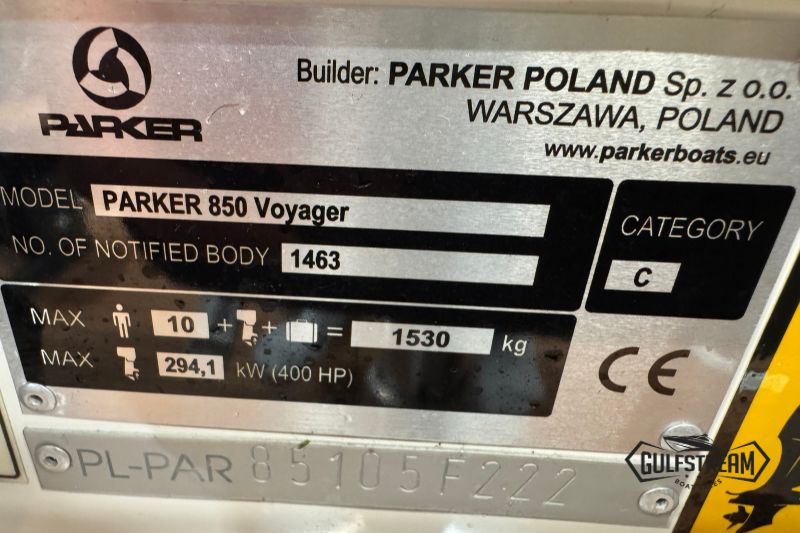 PARKER
Builder: PARKER POLAND Sp. z o.o.
WARSZAWA, POLAND
www.parkerboats.eu
MODEL PARKER 850 Voyager
NO. OF NOTIFIED BODY 1463
CATEGORY
C
MAX 10 + + = 1530 kg
MAX 294,1 kW (400 HP)
CE
PL-PAR 85105F222
GULFSTREAM